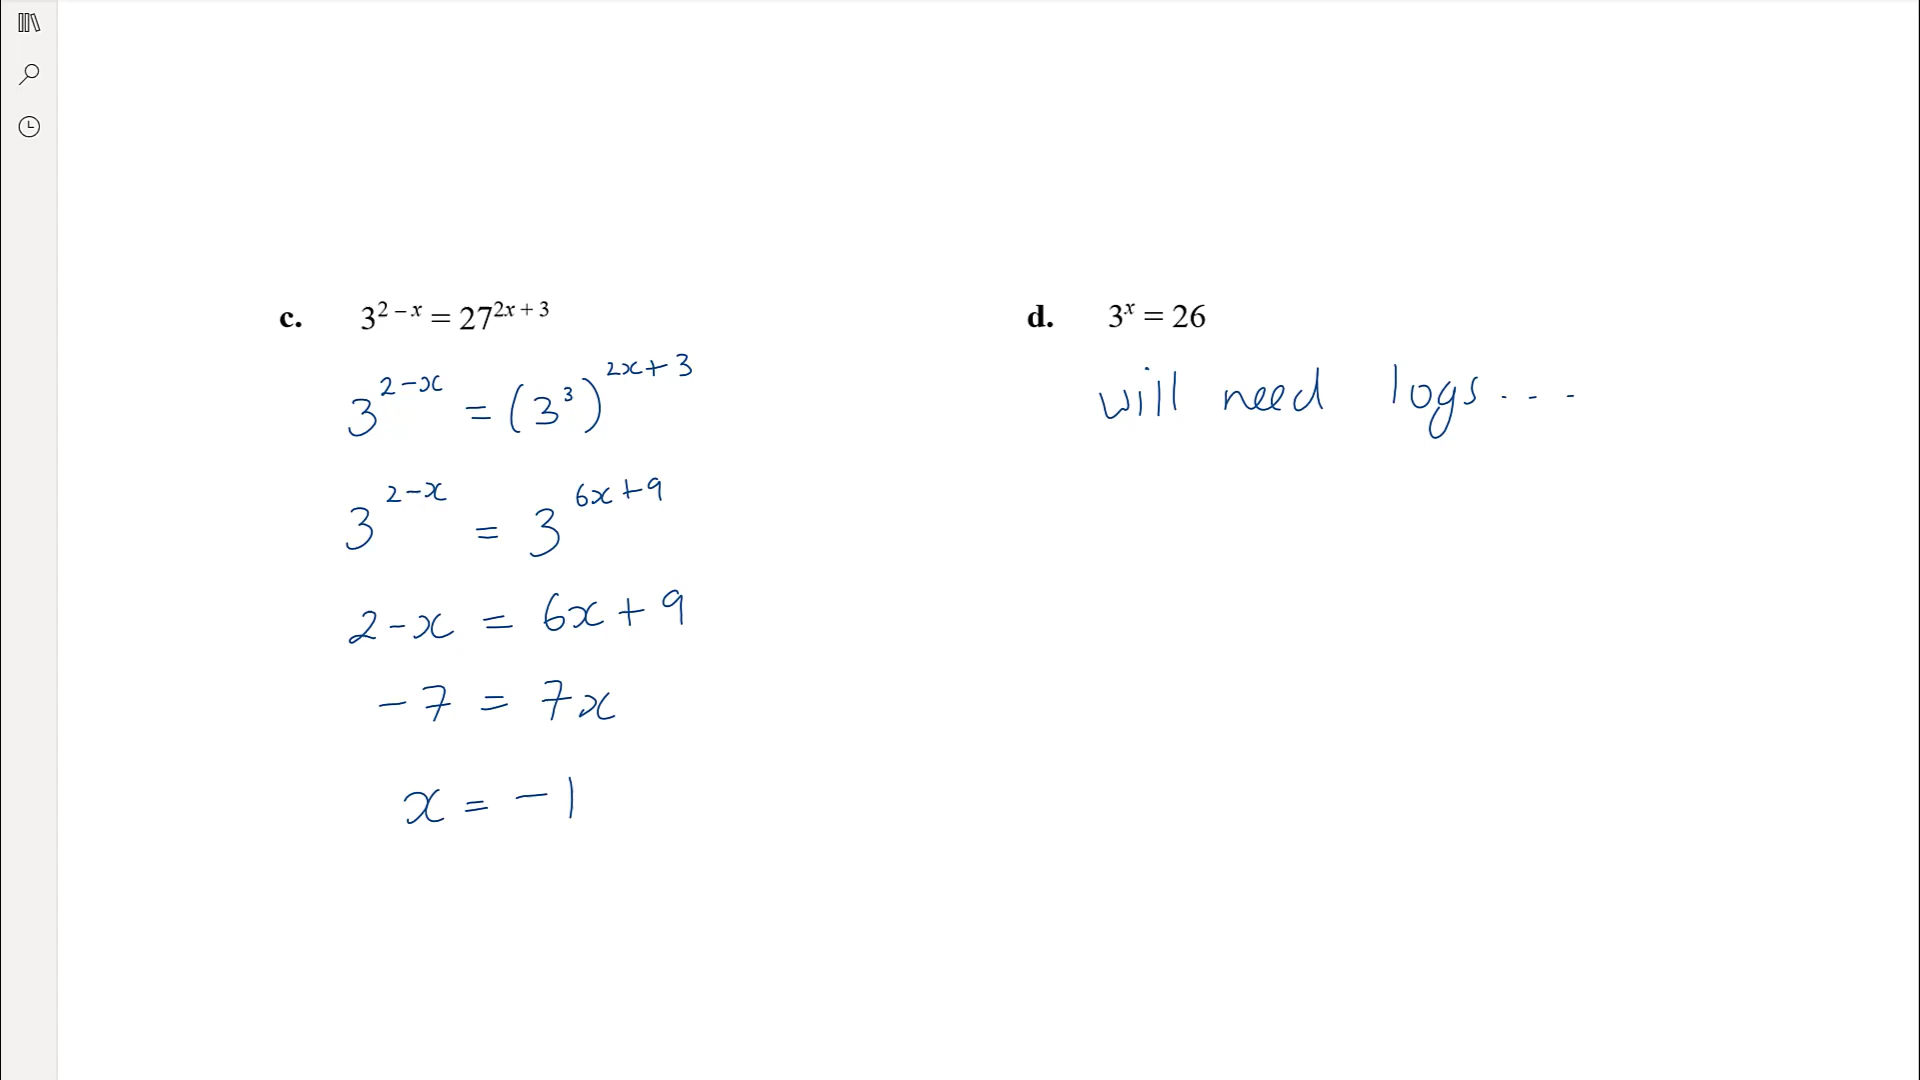 c. 3^{2 – x} = 27^{2x + 3}
3^{2-x} = (3^3)^{2x+3}
3^{2-x} = 3^{6x+9}
2-x = 6x+9
-7 = 7x
x = -1
d. 3^x = 26
will need logs...